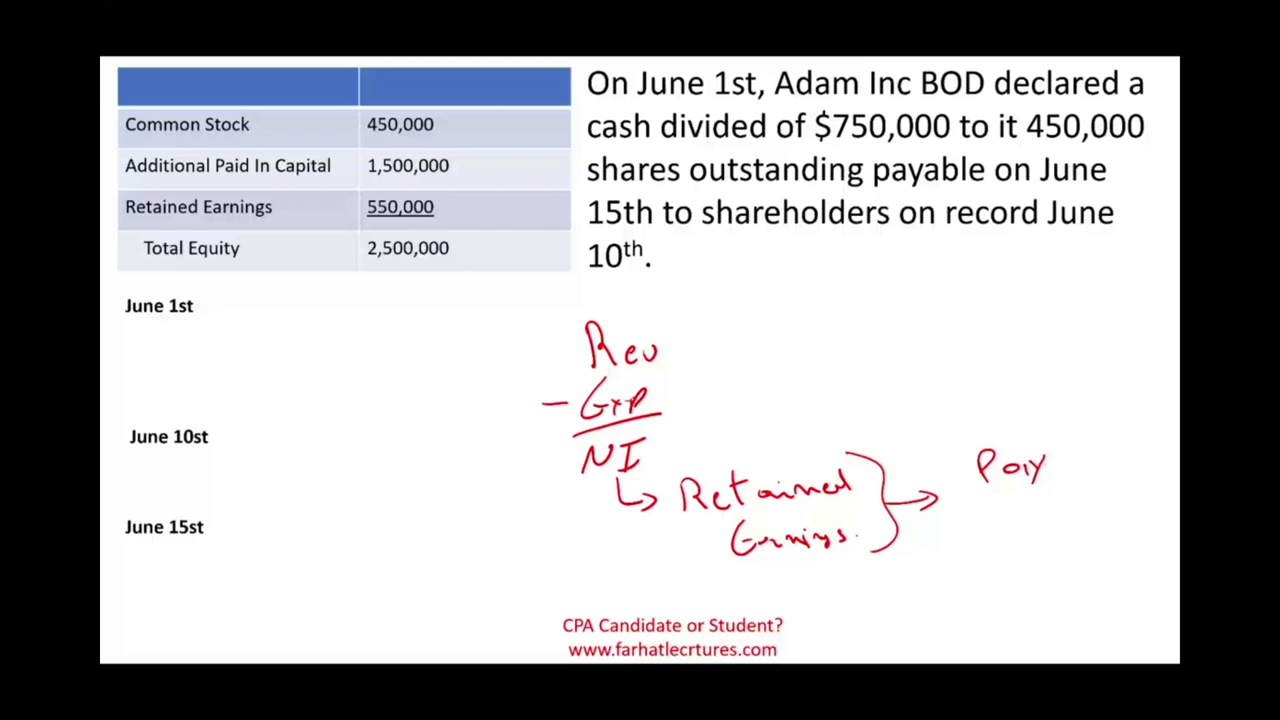 Common Stock 450,000
Additional Paid In Capital 1,500,000
Retained Earnings 550,000
Total Equity 2,500,000
On June 1st, Adam Inc BOD declared a
cash divided of $750,000 to it 450,000
shares outstanding payable on June
15th to shareholders on record June
10th.
June 1st
June 10st
June 15st
Rev
- Exp
NI
Retained
Earnings.
Pay
CPA Candidate or Student?
www.farhatlecrtures.com